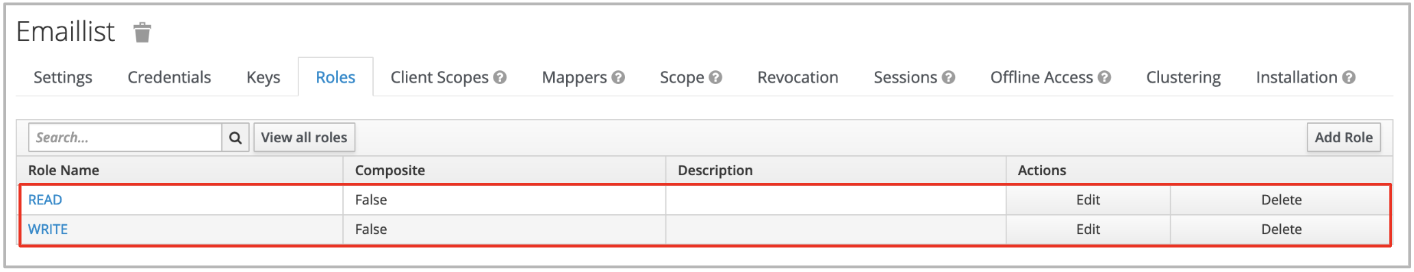 Emaillist
Settings Credentials Keys Roles Client Scopes Mappers Scope Revocation Sessions Offline Access Clustering Installation
Search... View all roles Add Role
Role Name Composite Description Actions
READ False Edit Delete
WRITE False Edit Delete